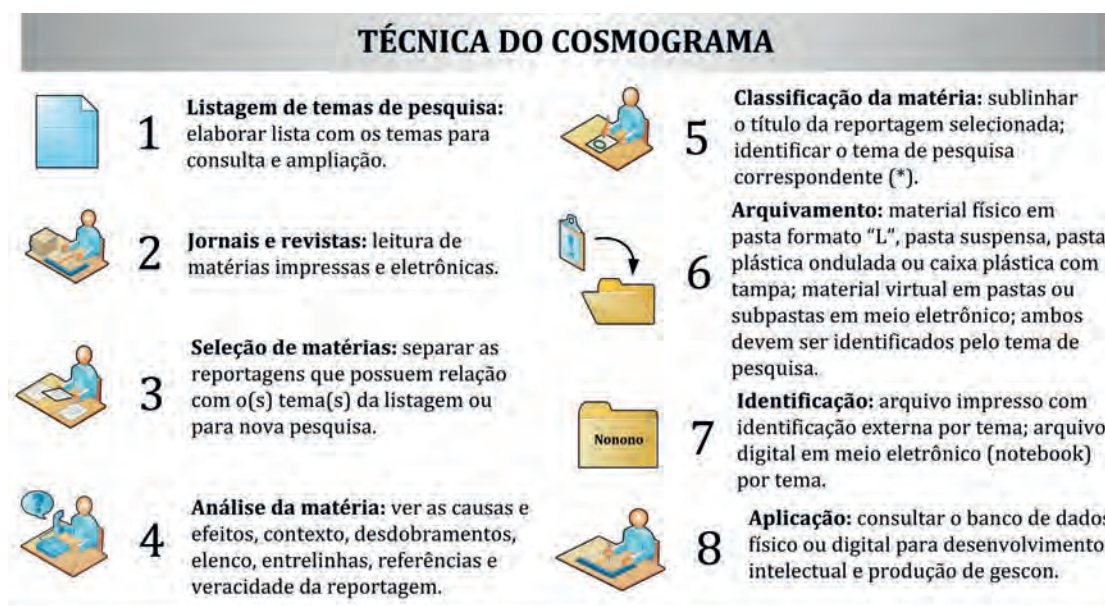 TÉCNICA DO COSMOGRAMA
1
Listagem de temas de pesquisa:
elaborar lista com os temas para
consulta e ampliação.
2
Jornais e revistas: leitura de
matérias impressas e eletrônicas.
3
Seleção de matérias: separar as
reportagens que possuem relação
com o(s) tema(s) da listagem ou
para nova pesquisa.
4
Análise da matéria: ver as causas e
efeitos, contexto, desdobramentos,
elenco, entrelinhas, referências e
veracidade da reportagem.
5
Classificação da matéria: sublinhar
o título da reportagem selecionada;
identificar o tema de pesquisa
correspondente (*).
6
Arquivamento: material físico em
pasta formato “L”, pasta suspensa, pasta
plástica ondulada ou caixa plástica com
tampa; material virtual em pastas ou
subpastas em meio eletrônico; ambos
devem ser identificados pelo tema de
pesquisa.
Nonono
7
Identificação: arquivo impresso com
identificação externa por tema; arquivo
digital em meio eletrônico (notebook)
por tema.
8
Aplicação: consultar o banco de dados
físico ou digital para desenvolvimento
intelectual e produção de gescon.